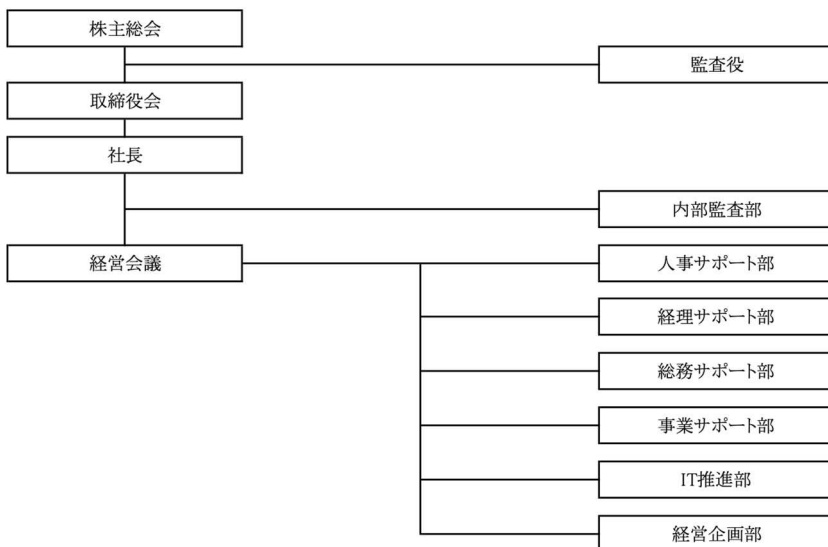 株主総会
監査役
取締役会
社長
内部監査部
経営会議
人事サポート部
経理サポート部
総務サポート部
事業サポート部
IT推進部
経営企画部